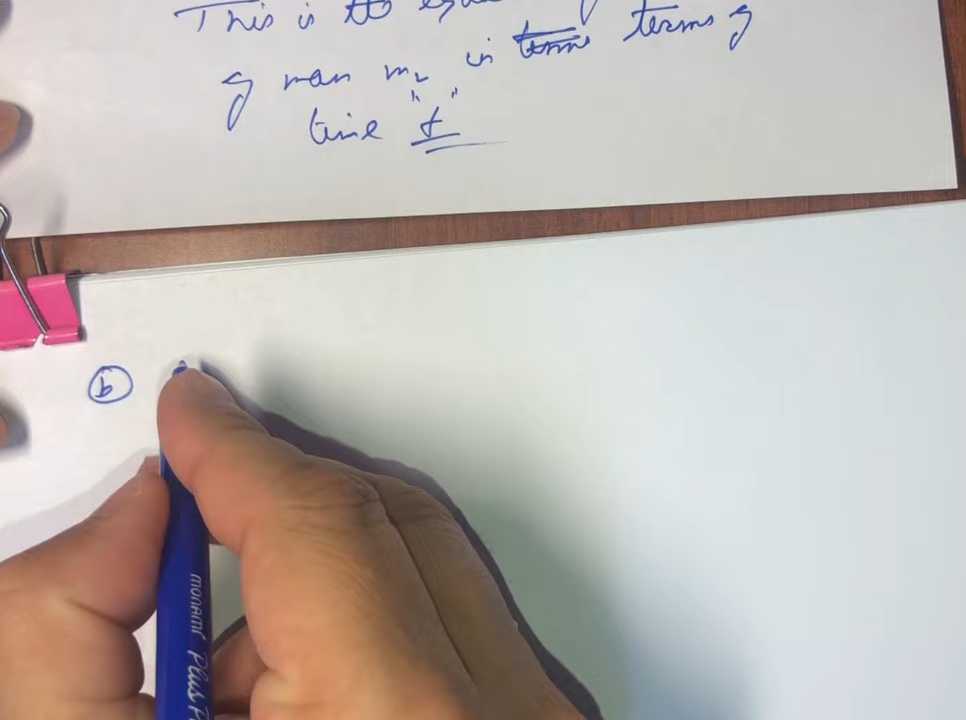 This is
of mass m₂ in terms of
time "t"
b
monami Plus P